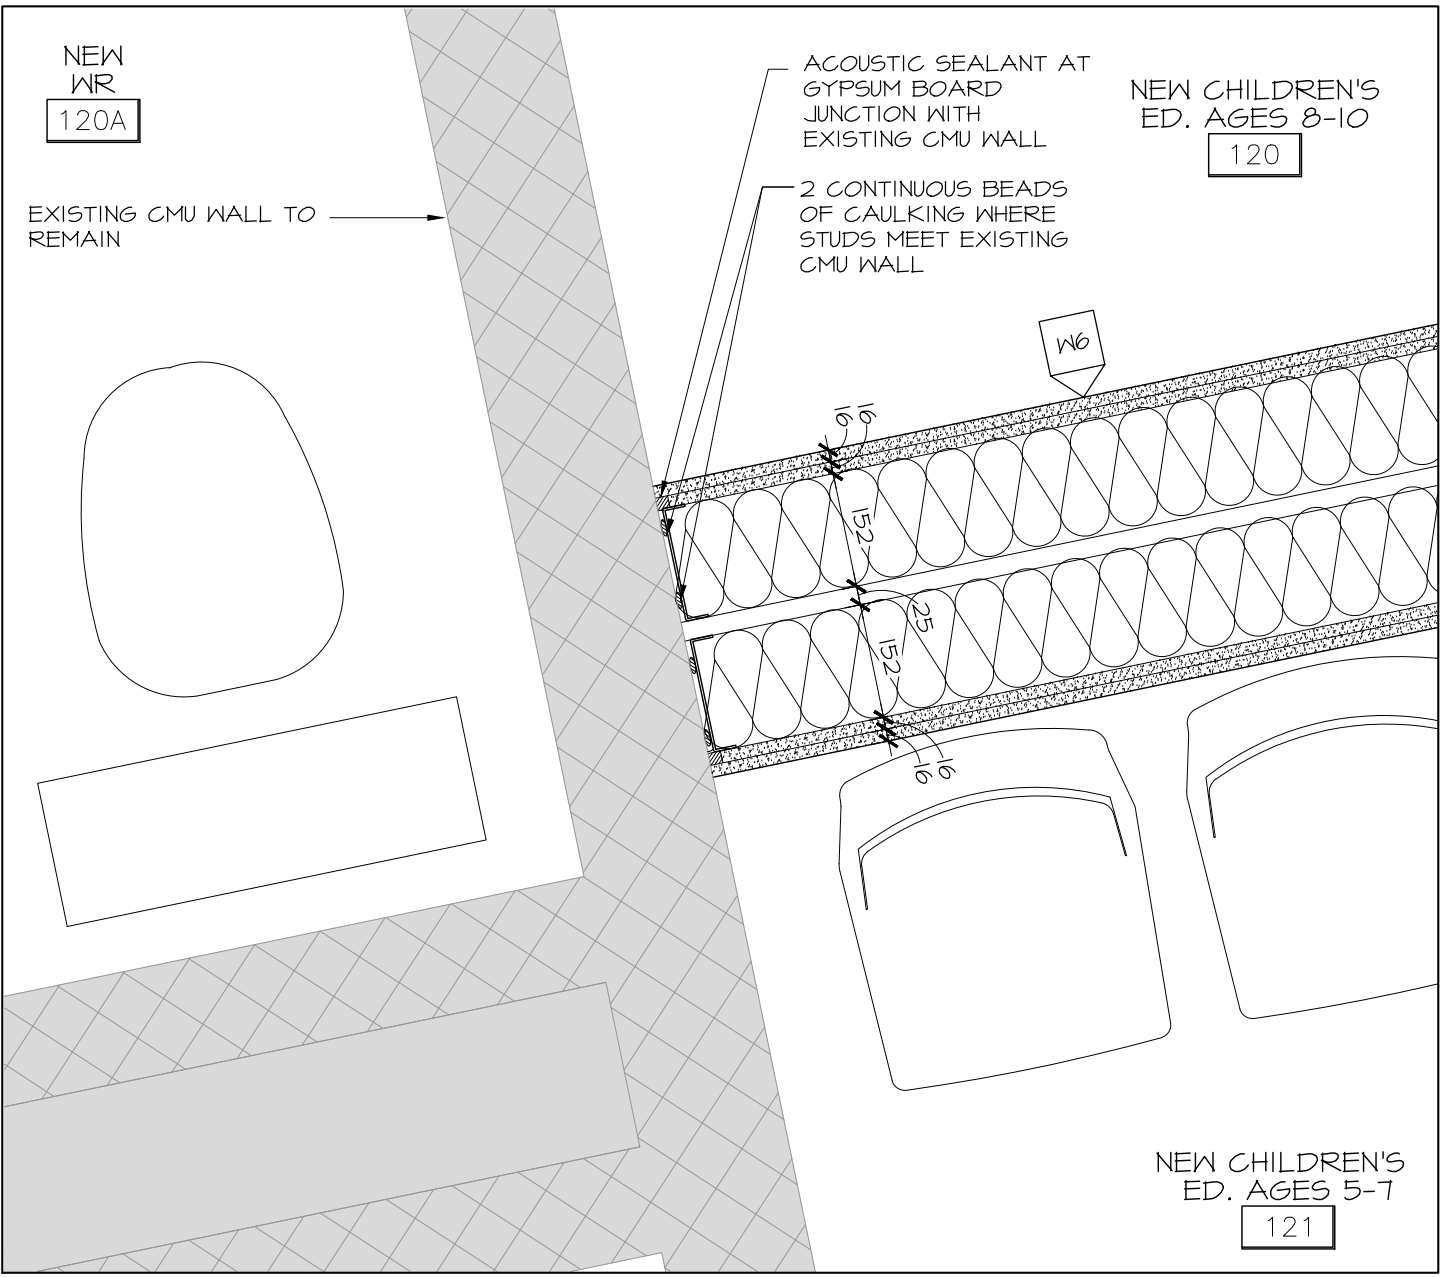 NEW
WR
120A
EXISTING CMU WALL TO
REMAIN
ACOUSTIC SEALANT AT
GYPSUM BOARD
JUNCTION WITH
EXISTING CMU WALL
2 CONTINUOUS BEADS
OF CAULKING WHERE
STUDS MEET EXISTING
CMU WALL
NEW CHILDREN'S
ED. AGES 8-10
120
W6
16
16
152
25
152
16
16
NEW CHILDREN'S
ED. AGES 5-7
121